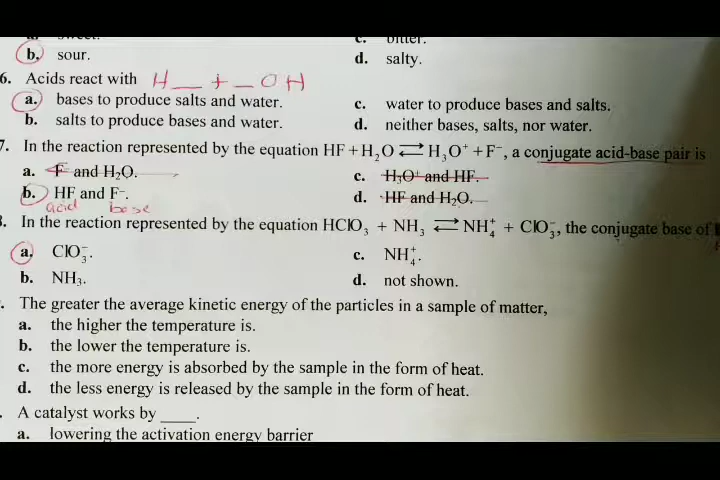 a. sweet. c. bitter.
b. sour. d. salty.
6. Acids react with H __ + __ OH
a. bases to produce salts and water. c. water to produce bases and salts.
b. salts to produce bases and water. d. neither bases, salts, nor water.
7. In the reaction represented by the equation HF + H₂O ⇄ H₃O⁺ + F⁻, a conjugate acid-base pair is
a. F⁻ and H₂O. c. H₃O⁺ and HF.
b. HF and F⁻. d. HF and H₂O.
acid base
8. In the reaction represented by the equation HClO₃ + NH₃ ⇄ NH₄⁺ + ClO₃⁻, the conjugate base of
a. ClO₃⁻. c. NH₄⁺.
b. NH₃. d. not shown.
. The greater the average kinetic energy of the particles in a sample of matter,
a. the higher the temperature is.
b. the lower the temperature is.
c. the more energy is absorbed by the sample in the form of heat.
d. the less energy is released by the sample in the form of heat.
. A catalyst works by ____.
a. lowering the activation energy barrier